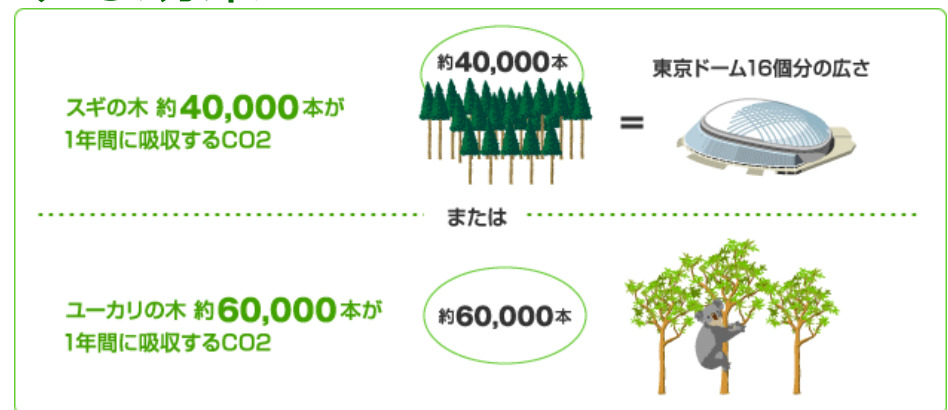 スギの木 約40,000本が
1年間に吸収するCO2
約40,000本
=
東京ドーム16個分の広さ
または
ユーカリの木 約60,000本が
1年間に吸収するCO2
約60,000本